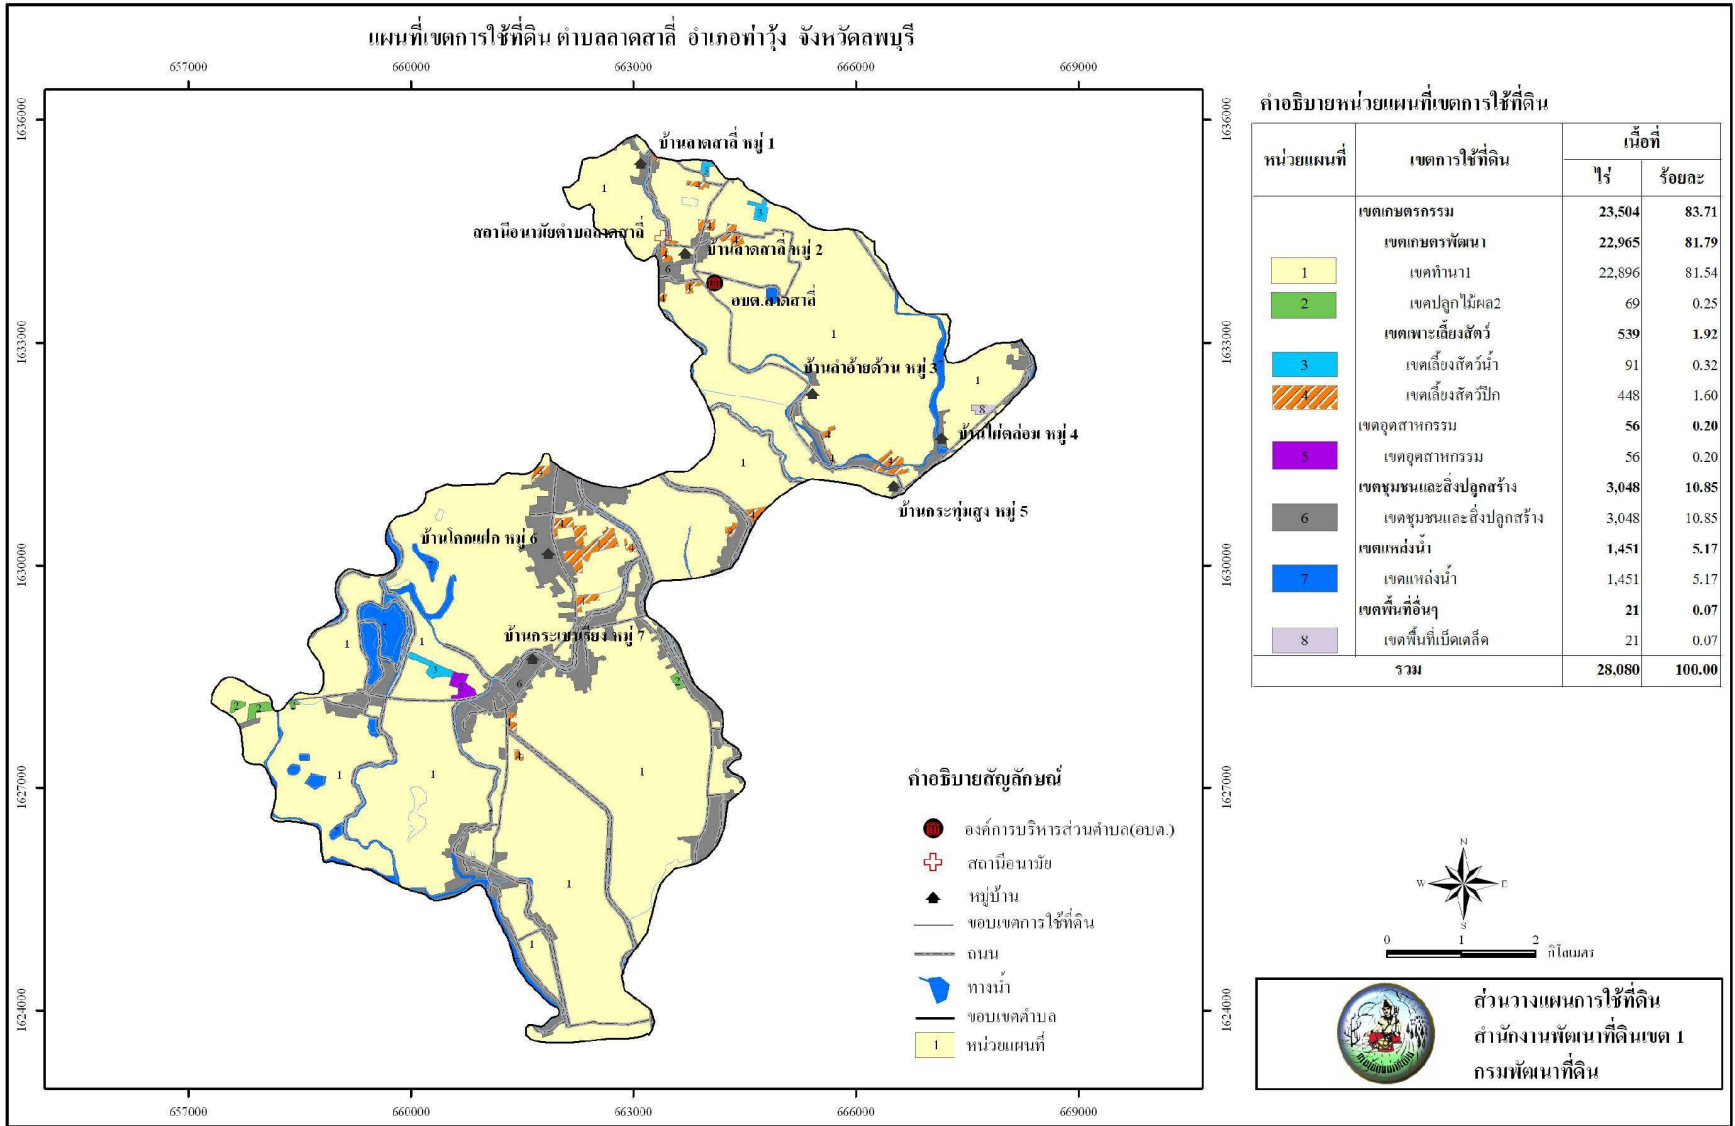 แผนที่เขตการใช้ที่ดิน ตำบลลาดสาลี่ อำเภอท่าวุ้ง จังหวัดลพบุรี
657000 660000 663000 666000 669000
1636000 1636000
1633000 1633000
1630000 1630000
1627000 1627000
1624000 1624000
657000 660000 663000 666000 669000
บ้านลาดสาลี่ หมู่ 1
สถานีอนามัยตำบลลาดสาลี่
บ้านลาดสาลี่ หมู่ 2
อบต.ลาดสาลี่
บ้านลำอ้ายด้วน หมู่ 3
บ้านไผ่ตล่อม หมู่ 4
บ้านกระทุ่มสูง หมู่ 5
บ้านโคกแฝก หมู่ 6
บ้านกระเขาเรียง หมู่ 7
คำอธิบายสัญลักษณ์
องค์การบริหารส่วนตำบล(อบต.)
สถานีอนามัย
หมู่บ้าน
ขอบเขตการใช้ที่ดิน
ถนน
ทางน้ำ
ขอบเขตตำบล
1 หน่วยแผนที่
คำอธิบายหน่วยแผนที่เขตการใช้ที่ดิน
หน่วยแผนที่ เขตการใช้ที่ดิน เนื้อที่
ไร่ ร้อยละ
เขตเกษตรกรรม 23,504 83.71
เขตเกษตรพัฒนา 22,965 81.79
1 เขตทำนา1 22,896 81.54
2 เขตปลูกไม้ผล2 69 0.25
เขตเพาะเลี้ยงสัตว์ 539 1.92
3 เขตเลี้ยงสัตว์น้ำ 91 0.32
4 เขตเลี้ยงสัตว์ปีก 448 1.60
เขตอุตสาหกรรม 56 0.20
5 เขตอุตสาหกรรม 56 0.20
เขตชุมชนและสิ่งปลูกสร้าง 3,048 10.85
6 เขตชุมชนและสิ่งปลูกสร้าง 3,048 10.85
เขตแหล่งน้ำ 1,451 5.17
7 เขตแหล่งน้ำ 1,451 5.17
เขตพื้นที่อื่นๆ 21 0.07
8 เขตพื้นที่เบ็ดเตล็ด 21 0.07
รวม 28,080 100.00
N
W E
S
0 1 2
กิโลเมตร
ส่วนวางแผนการใช้ที่ดิน
สำนักงานพัฒนาที่ดินเขต 1
กรมพัฒนาที่ดิน